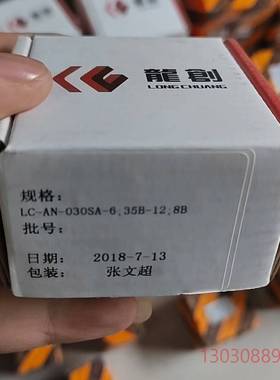 龍創
LONGCHUANG
规格：
LC-AN-030SA-6;35B-12;8B
批号：
日期： 2018-7-13
包装： 张文超
13030889